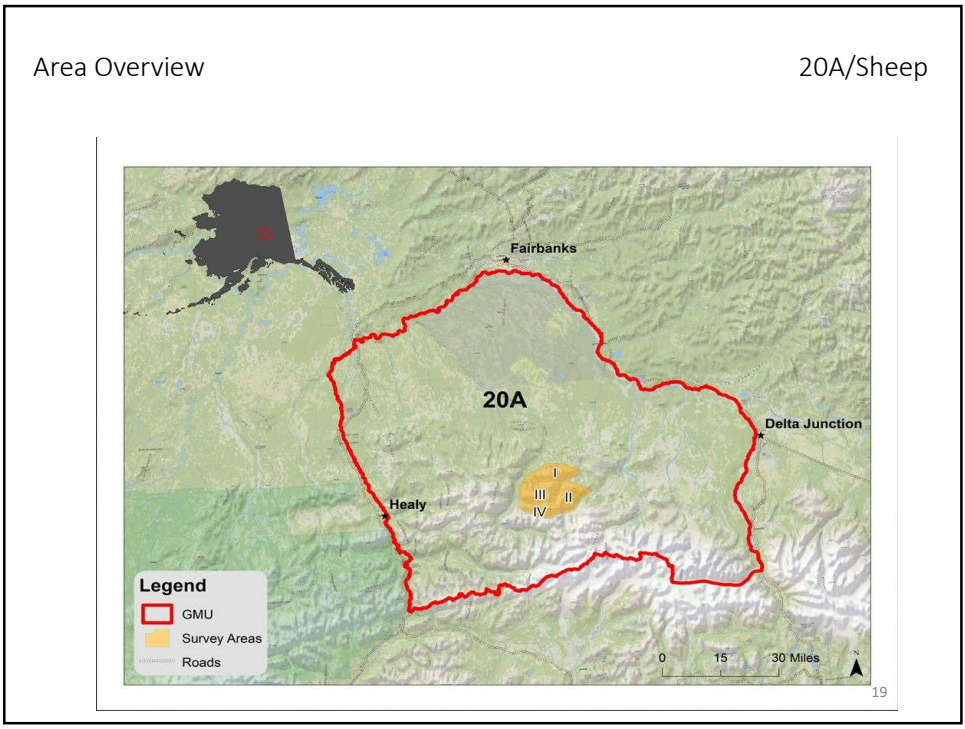 Area Overview
20A/Sheep
Fairbanks
20A
Delta Junction
I
III
II
IV
Healy
Legend
GMU
Survey Areas
Roads
0 15 30 Miles
N
19